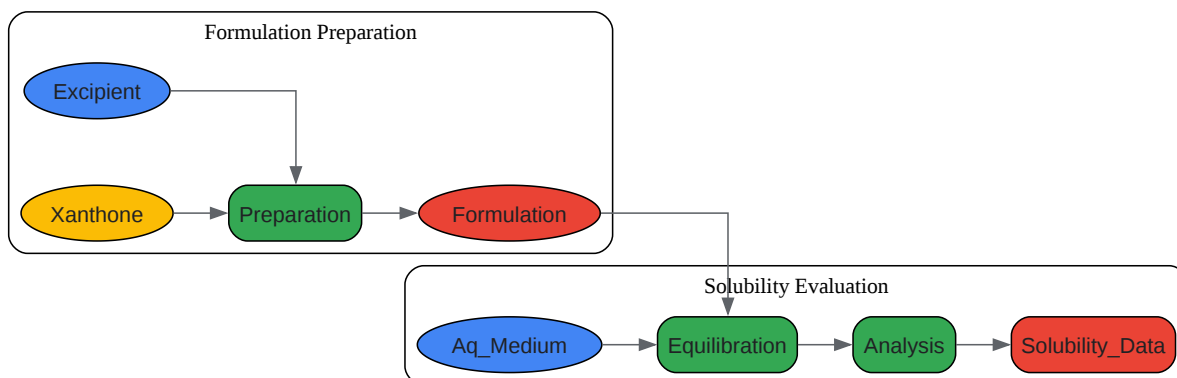 Formulation Preparation
Excipient
Xanthone
Preparation
Formulation
Solubility Evaluation
Aq_Medium
Equilibration
Analysis
Solubility_Data